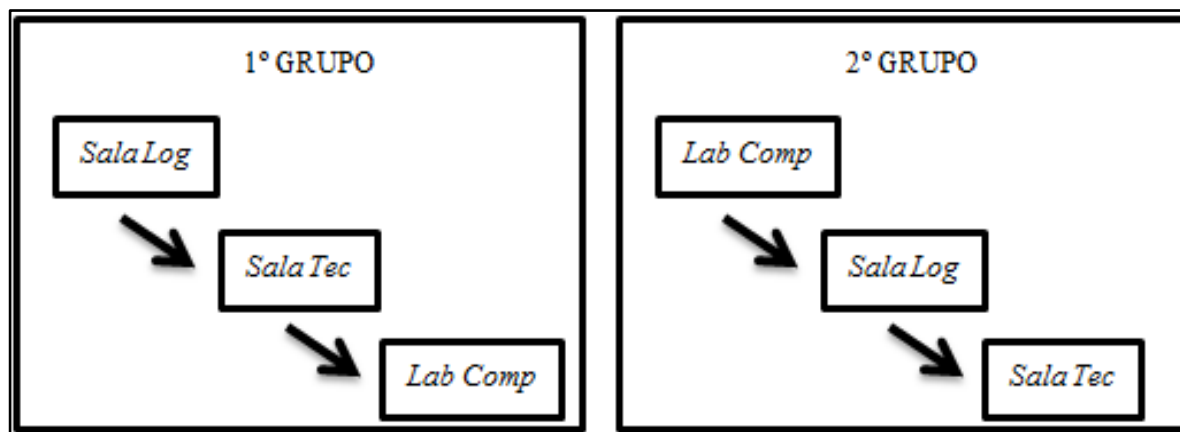 1º GRUPO
Sala Log
Sala Tec
Lab Comp
2º GRUPO
Lab Comp
Sala Log
Sala Tec